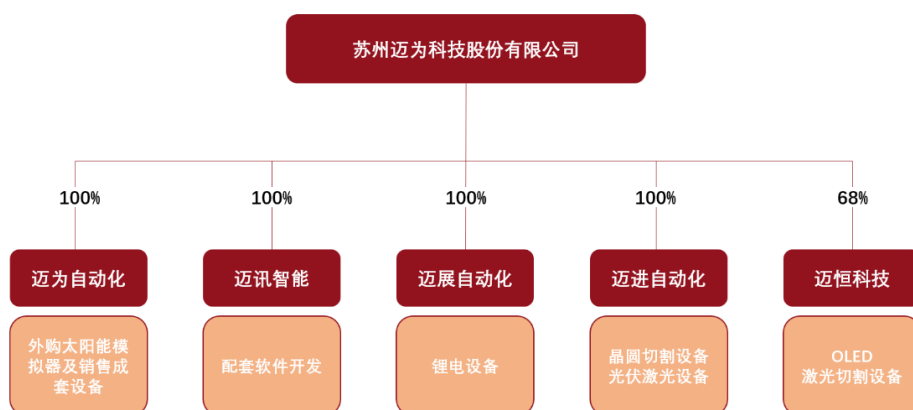 苏州迈为科技股份有限公司
100%
100%
100%
100%
68%
迈为自动化
迈讯智能
迈展自动化
迈进自动化
迈恒科技
外购太阳能模
拟器及销售成
套设备
配套软件开发
锂电设备
晶圆切割设备
光伏激光设备
OLED
激光切割设备